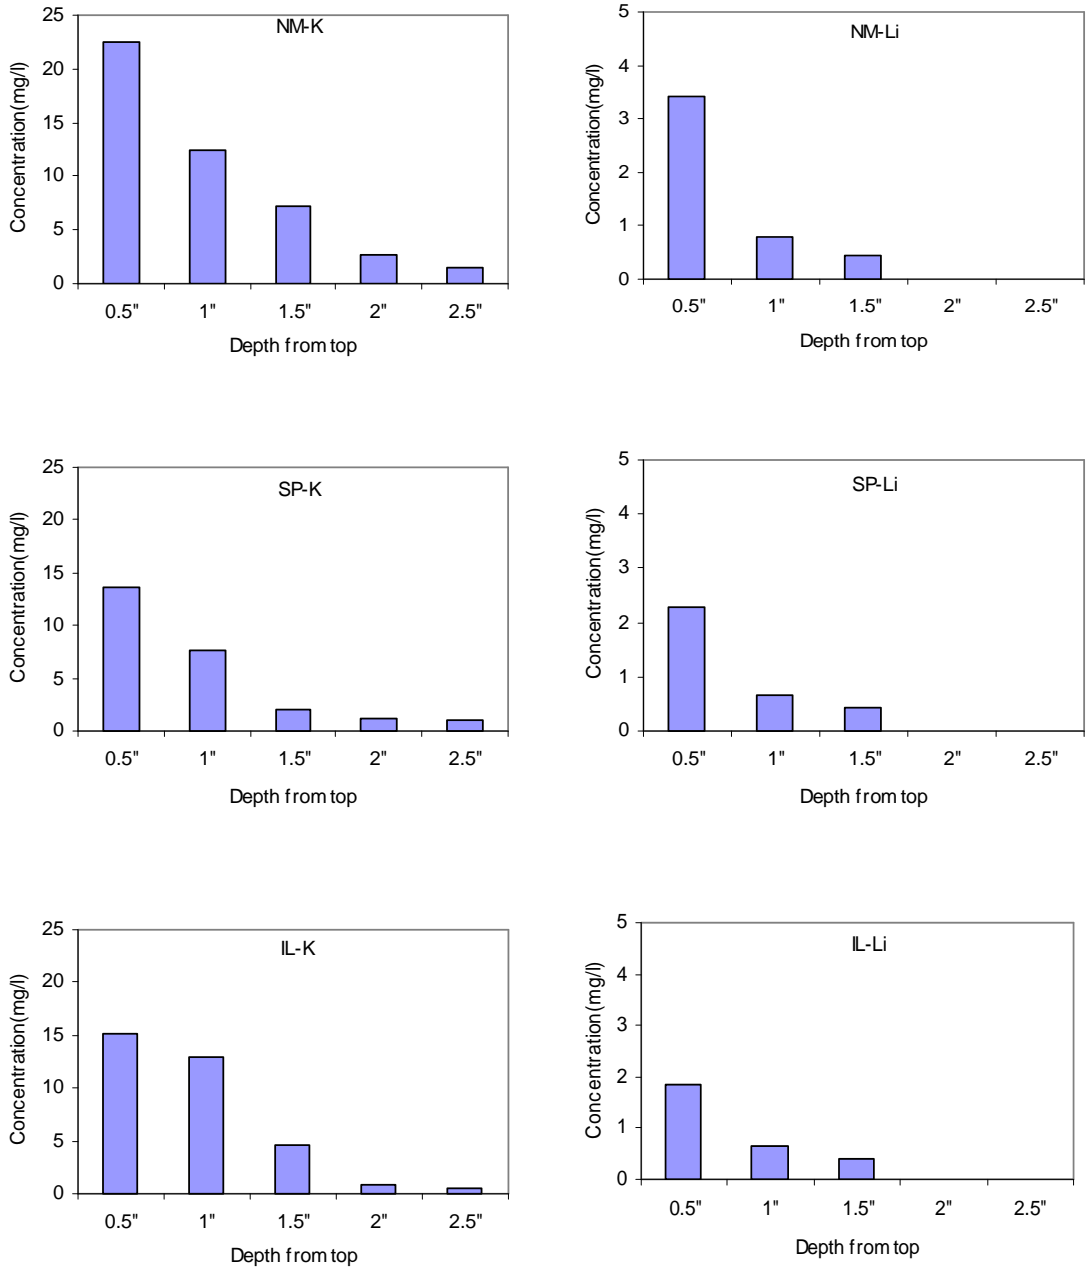 NM-K
Concentration(mg/l)
25
20
15
10
5
0
0.5" 1" 1.5" 2" 2.5"
Depth from top
NM-Li
Concentration(mg/l)
5
4
3
2
1
0
0.5" 1" 1.5" 2" 2.5"
Depth from top
SP-K
Concentration(mg/l)
25
20
15
10
5
0
0.5" 1" 1.5" 2" 2.5"
Depth from top
SP-Li
Concentration(mg/l)
5
4
3
2
1
0
0.5" 1" 1.5" 2" 2.5"
Depth from top
IL-K
Concentration(mg/l)
25
20
15
10
5
0
0.5" 1" 1.5" 2" 2.5"
Depth from top
IL-Li
Concentration(mg/l)
5
4
3
2
1
0
0.5" 1" 1.5" 2" 2.5"
Depth from top